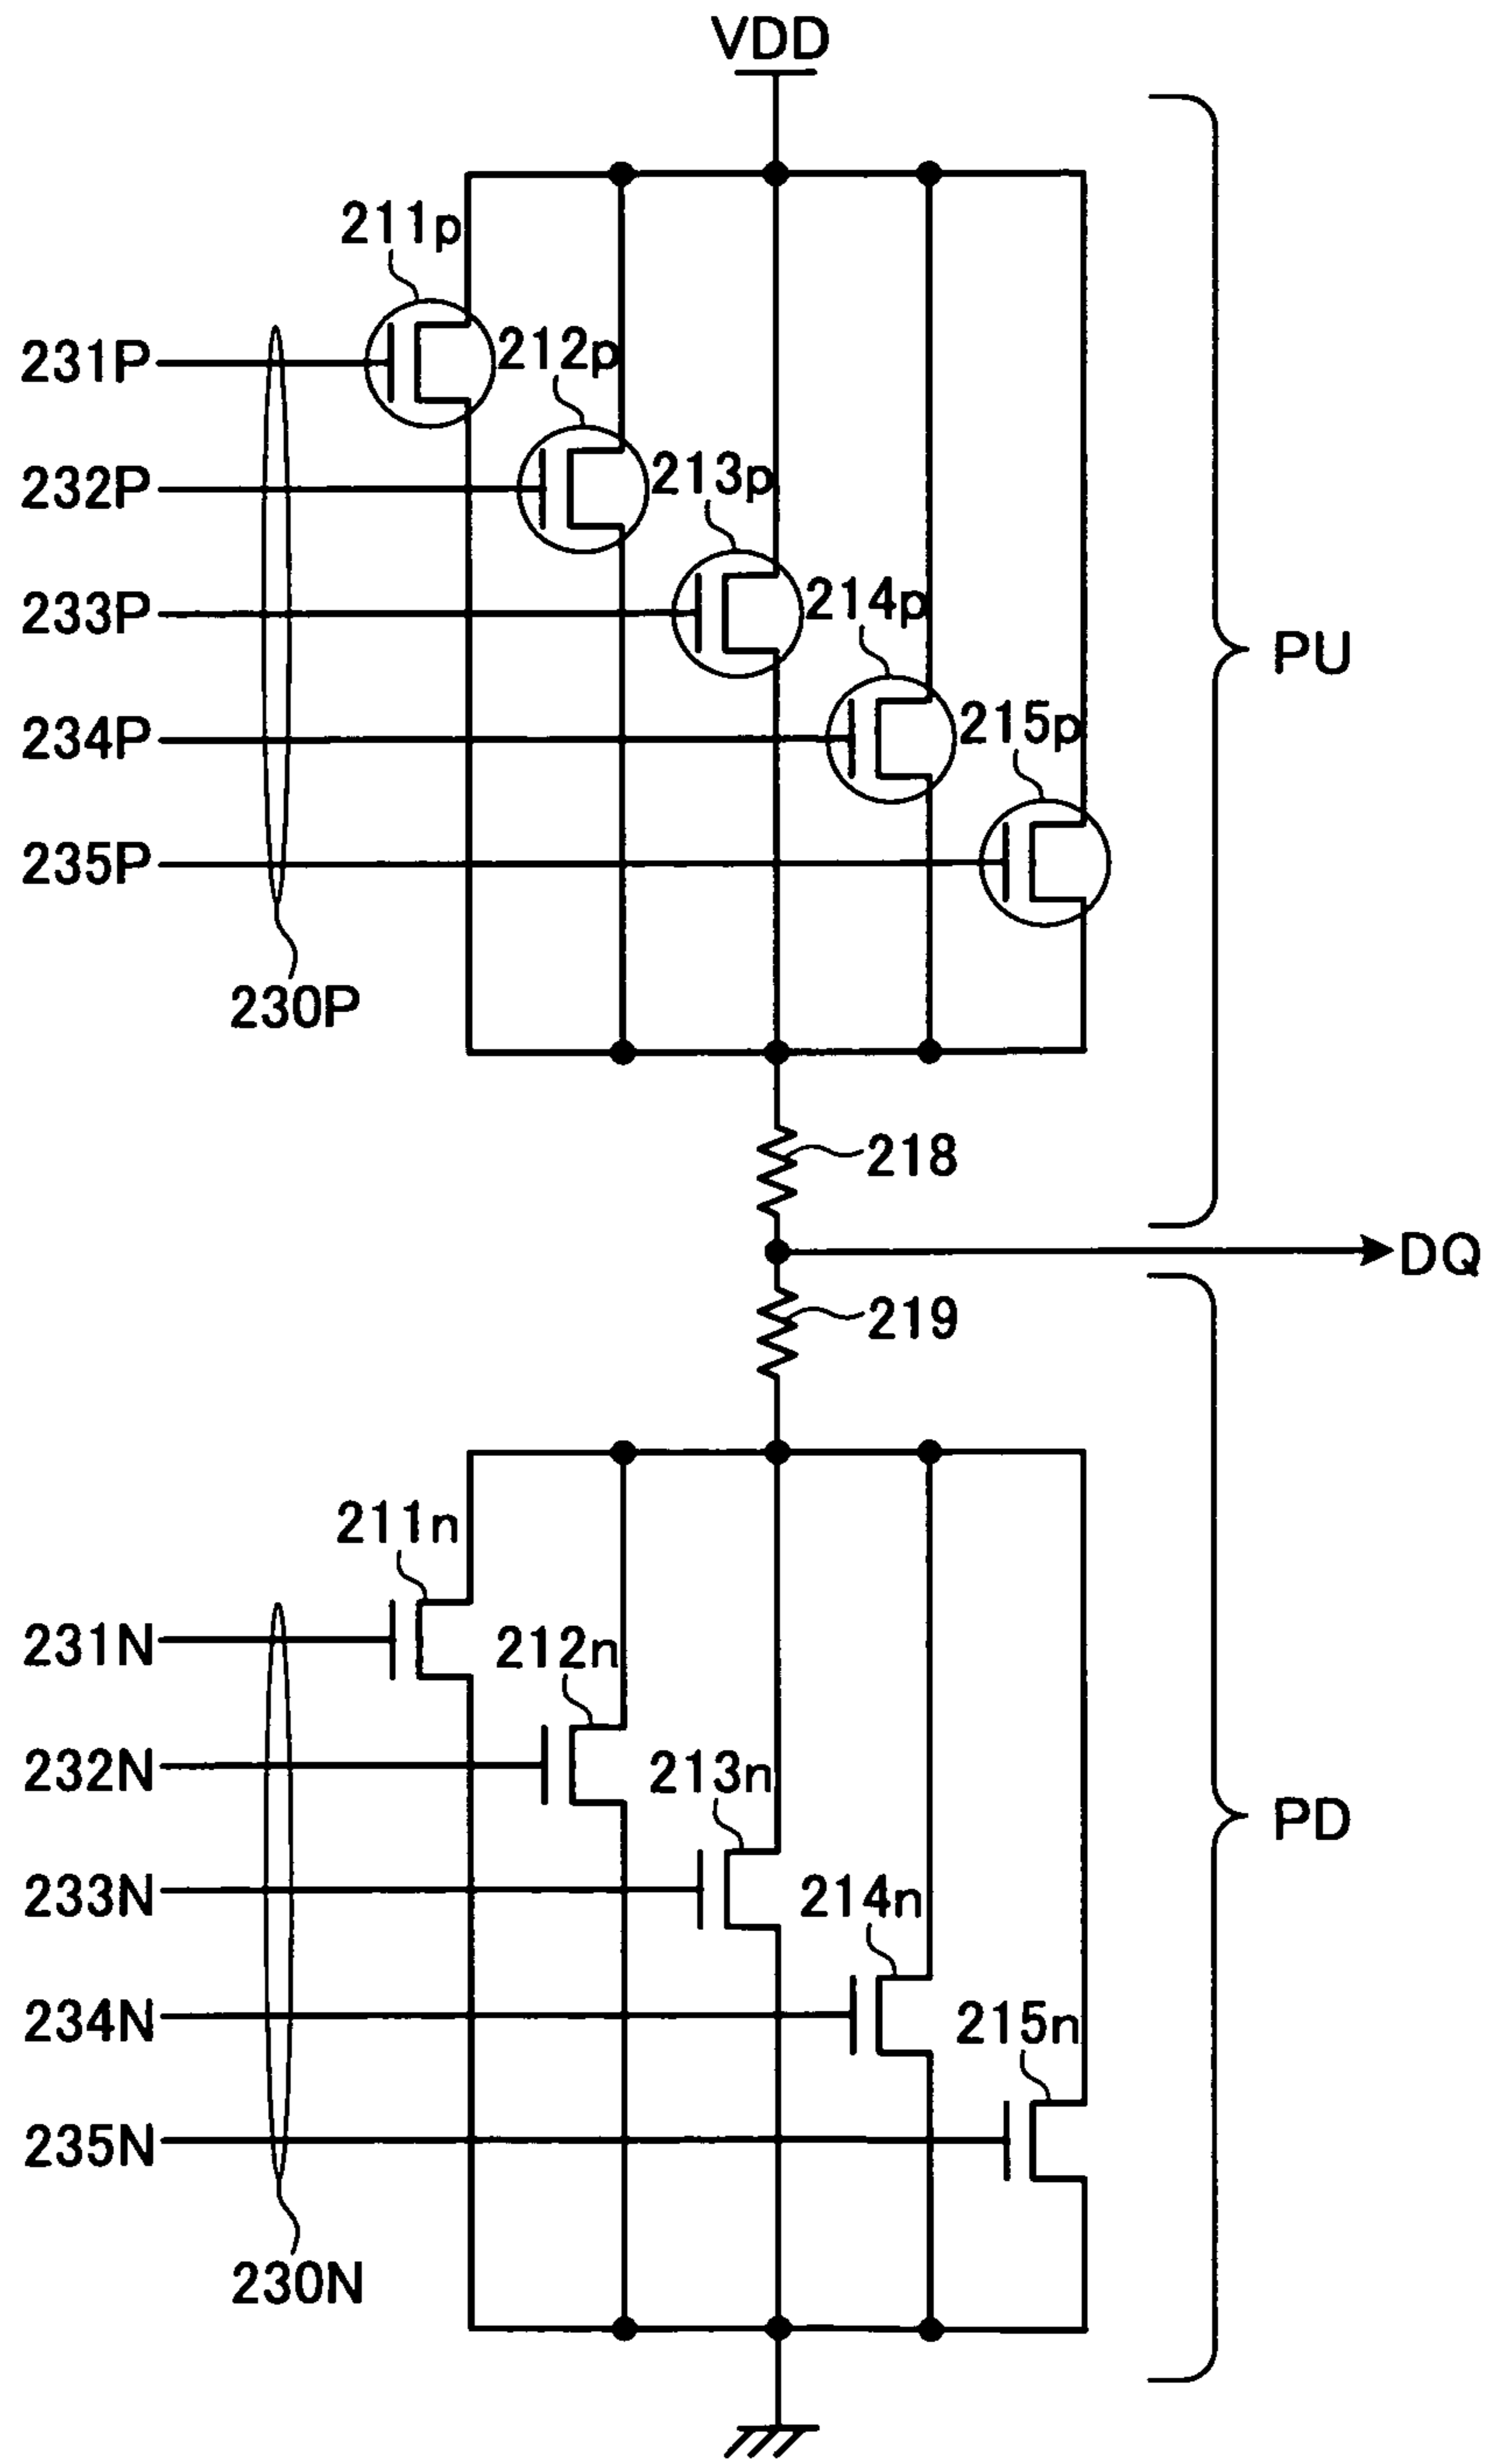 VDD
211p
231P
212p
232P
213p
233P
214p
PU
234P
215p
235P
230P
218
DQ
219
211n
231N
212n
232N
213n
PD
233N
214n
234N
215n
235N
230N